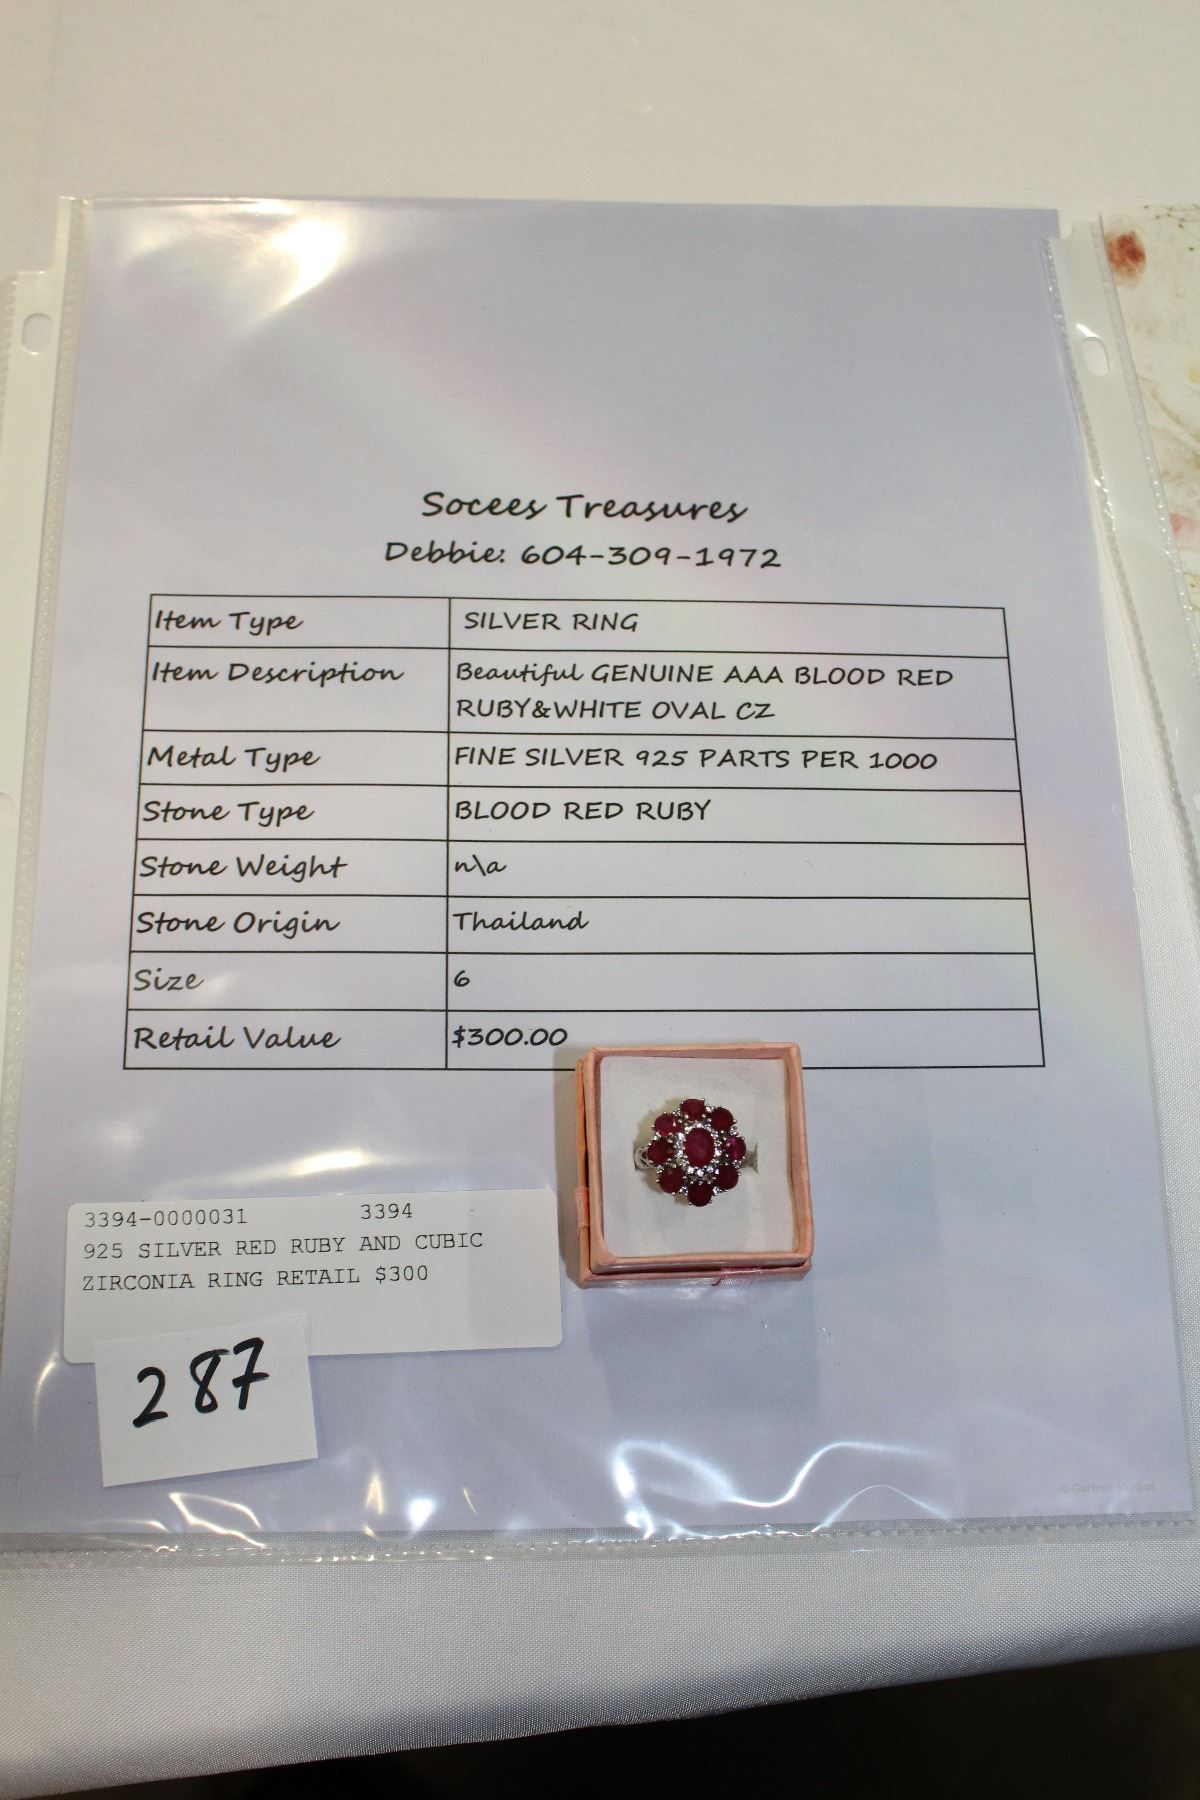 Socees Treasures
Debbie: 604-309-1972
Item Type SILVER RING
Item Description Beautiful GENUINE AAA BLOOD RED
RUBY&WHITE OVAL CZ
Metal Type FINE SILVER 925 PARTS PER 1000
Stone Type BLOOD RED RUBY
Stone Weight n\a
Stone Origin Thailand
Size 6
Retail Value $300.00
3394-0000031 3394
925 SILVER RED RUBY AND CUBIC
ZIRCONIA RING RETAIL $300
287
© Gartner Studios